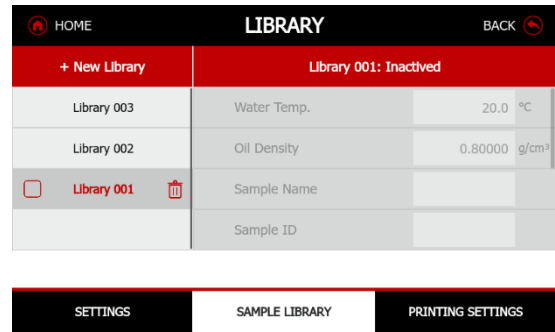 HOME LIBRARY BACK
+ New Library Library 001: Inactived
Library 003 Water Temp. 20.0 °C
Library 002 Oil Density 0.80000 g/cm³
Library 001 Sample Name
Sample ID
SETTINGS SAMPLE LIBRARY PRINTING SETTINGS